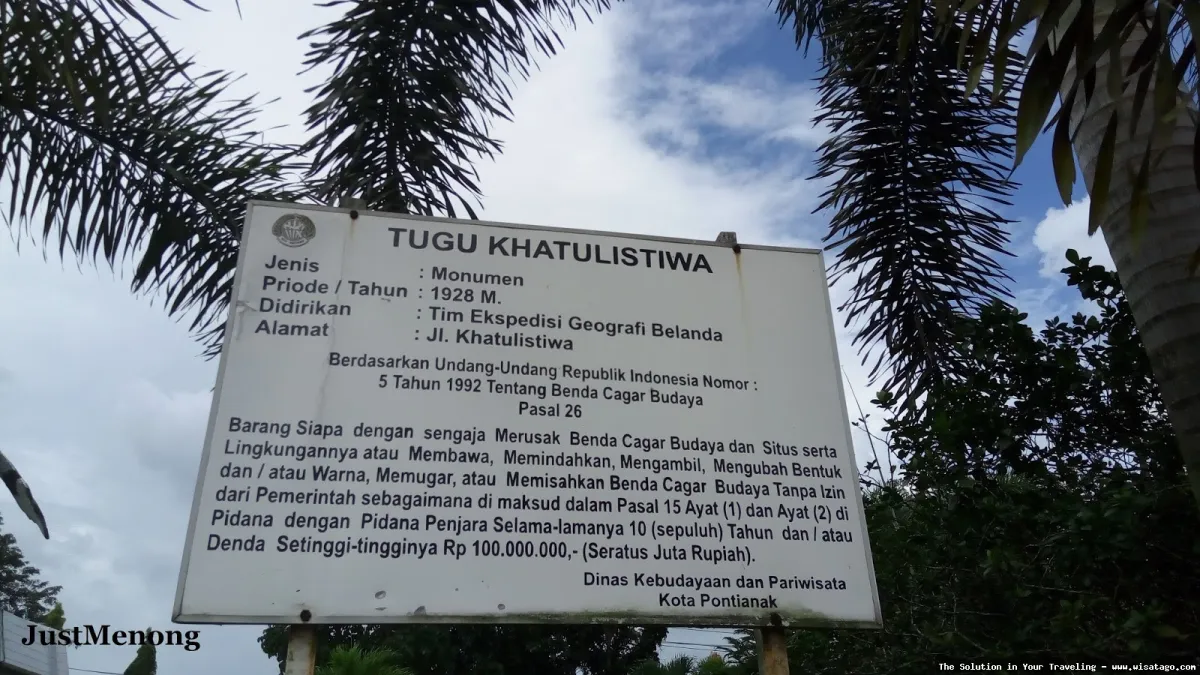 TUGU KHATULISTIWA
Jenis : Monumen
Priode / Tahun : 1928 M.
Didirikan : Tim Ekspedisi Geografi Belanda
Alamat : Jl. Khatulistiwa
Berdasarkan Undang-Undang Republik Indonesia Nomor :
5 Tahun 1992 Tentang Benda Cagar Budaya
Pasal 26
Barang Siapa dengan sengaja Merusak Benda Cagar Budaya dan Situs serta
Lingkungannya atau Membawa, Memindahkan, Mengambil, Mengubah Bentuk
dan / atau Warna, Memugar, atau Memisahkan Benda Cagar Budaya Tanpa Izin
dari Pemerintah sebagaimana di maksud dalam Pasal 15 Ayat (1) dan Ayat (2) di
Pidana dengan Pidana Penjara Selama-lamanya 10 (sepuluh) Tahun dan / atau
Denda Setinggi-tingginya Rp 100.000.000,- (Seratus Juta Rupiah).
Dinas Kebudayaan dan Pariwisata
Kota Pontianak
JustMenong
The Solution in Your Traveling - www.wisatago.com